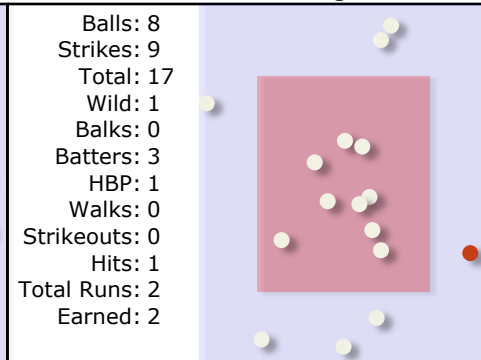 Balls: 8
Strikes: 9
Total: 17
Wild: 1
Balks: 0
Batters: 3
HBP: 1
Walks: 0
Strikeouts: 0
Hits: 1
Total Runs: 2
Earned: 2